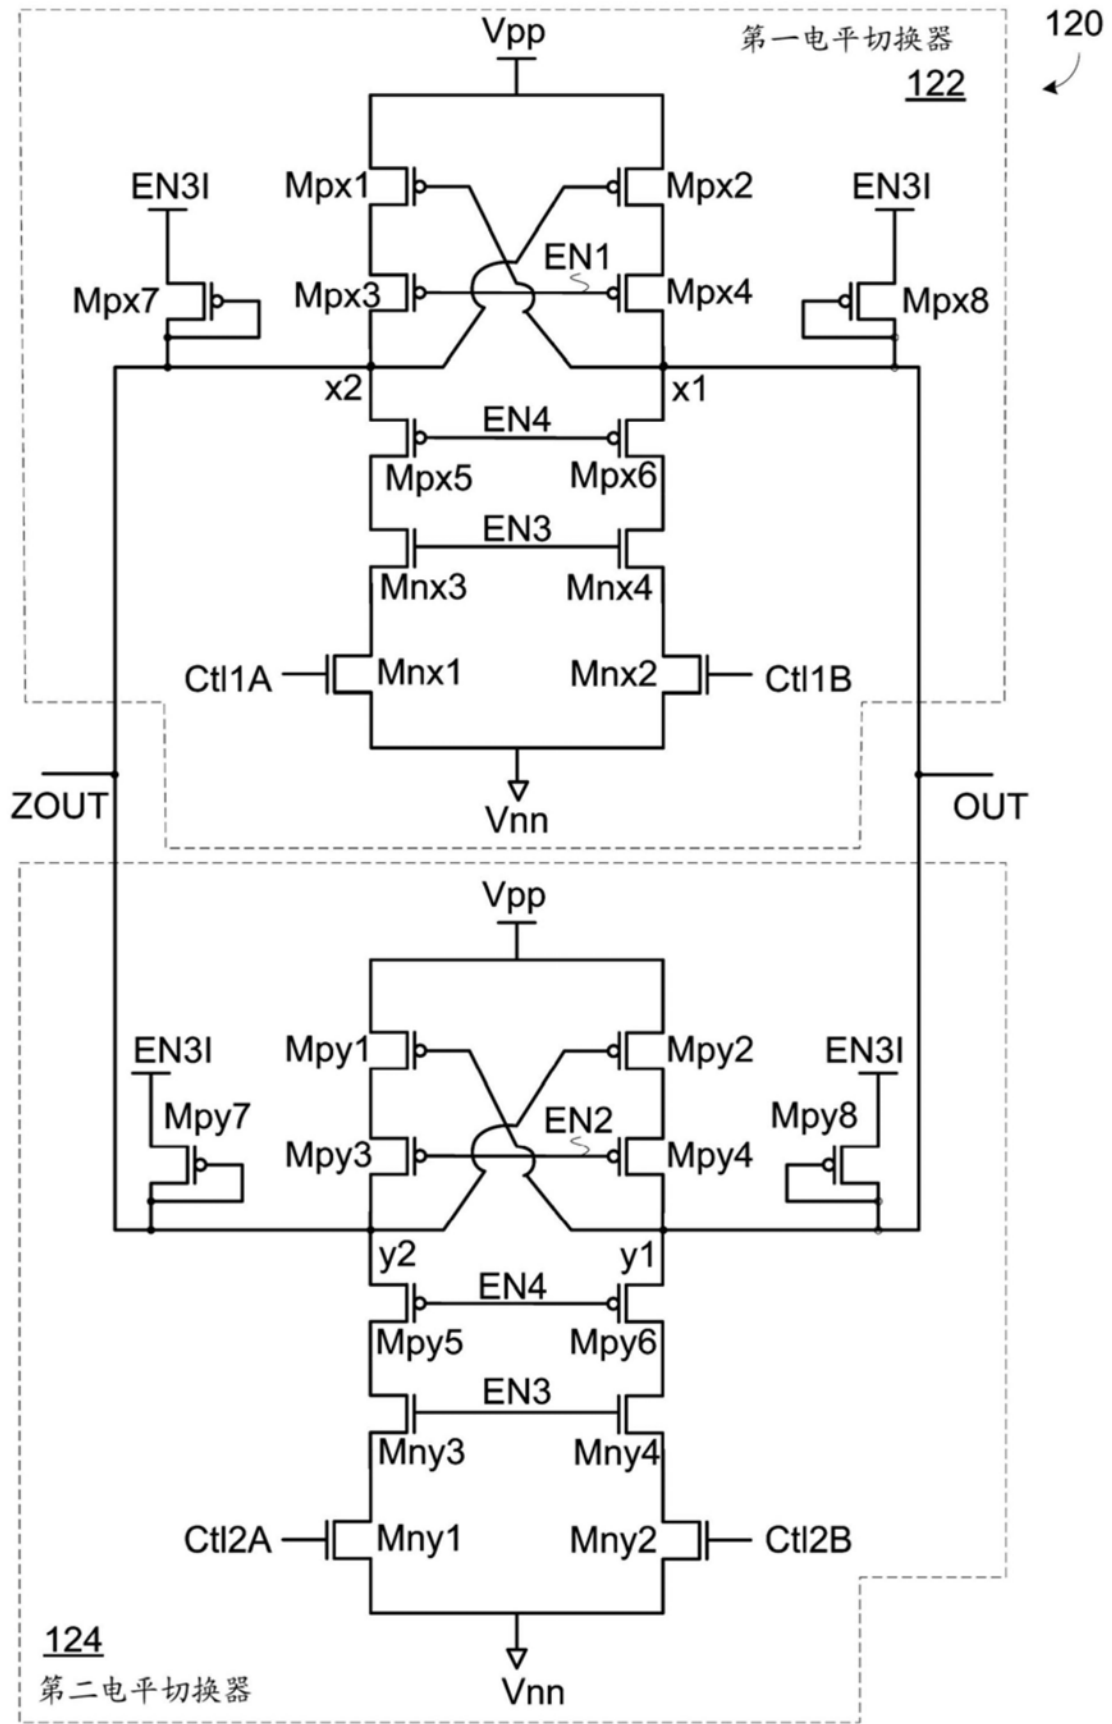 120
Vpp
第一电平切换器
122
EN3I
Mpx1
Mpx2
EN3I
EN1
Mpx7
Mpx3
Mpx4
Mpx8
x2
x1
EN4
Mpx5
Mpx6
EN3
Mnx3
Mnx4
Ctl1A
Mnx1
Mnx2
Ctl1B
ZOUT
OUT
Vnn
Vpp
EN3I
Mpy1
Mpy2
EN3I
Mpy7
EN2
Mpy8
Mpy3
Mpy4
y2
y1
EN4
Mpy5
Mpy6
EN3
Mny3
Mny4
Ctl2A
Mny1
Mny2
Ctl2B
124
第二电平切换器
Vnn